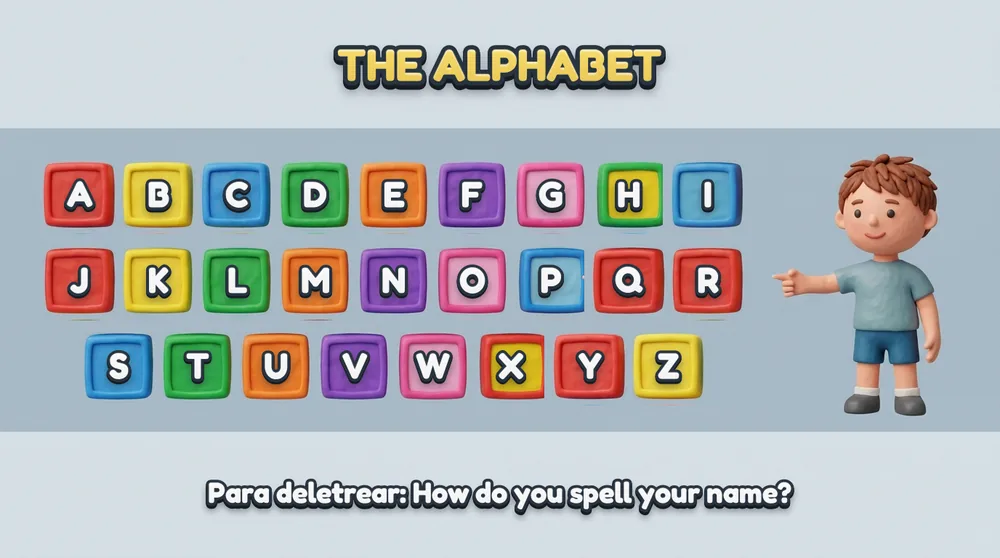 THE ALPHABET
A B C D E F G H I
J K L M N O P Q R
S T U V W X Y Z
Para deletrear: How do you spell your name?